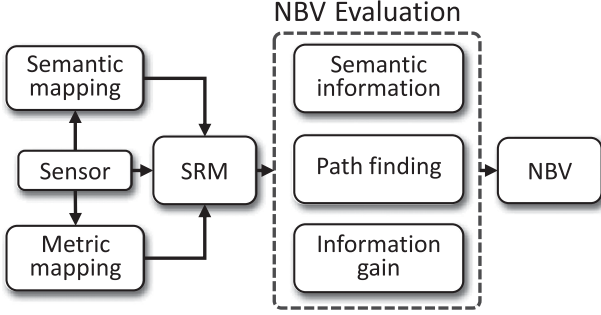 NBV Evaluation
Semantic
mapping
Sensor
Metric
mapping
SRM
Semantic
information
Path finding
Information
gain
NBV